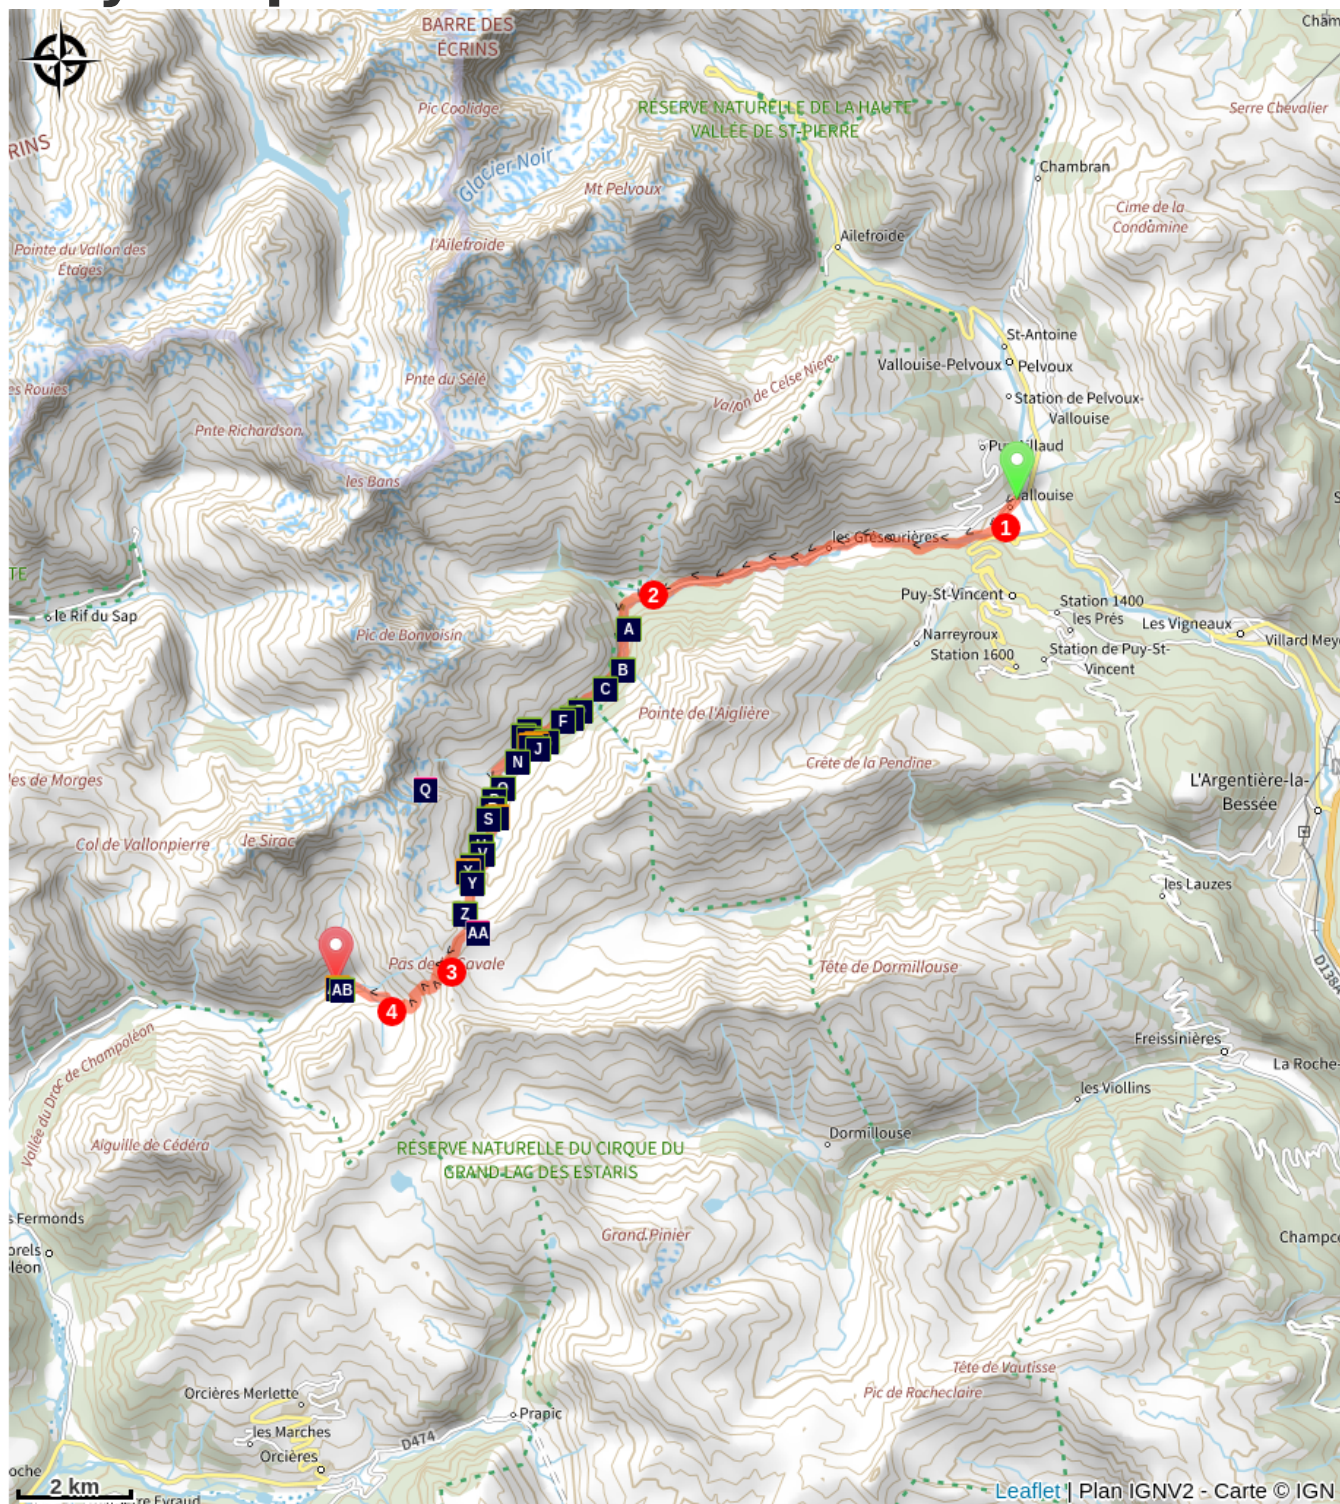 BARRE DES
ÉCRINS
Pic Coolidge
Glacier Noir
RÉSERVE NATURELLE DE LA HAUTE
VALLÉE DE ST-PIERRE
Serre Chevalier
RINS
Mt Pelvoux
Chambran
Cime de la
Condamine
Pointe du Vallon des
Étages
l'Ailefroide
Ailefroide
St-Antoine
Vallouise-Pelvoux
Pelvoux
Vallon de Celse Niere
Pnte du Sélé
es Rouies
Station de Pelvoux-
Vallouise
Pnte Richardson
les Bans
allouise
1
les Grésourières
TE
2
le Rif du Sap
Puy-St-Vincent
Station 1400
les Prés
Les Vigneaux
Villard Mey
Pic de Bonvoisin
A
Narreyroux
Station 1600
Station de Puy-St-
Vincent
B
C
F
Pointe de l'Aiglière
J
N
Crête de la Pendine
les de Morges
Q
L'Argentière-la-
Bessée
S
Col de Vallonpierre
le Sirac
V
X
Y
les Lauzes
Z
AA
3
Tête de Dormillouse
AB
4
D138A
Vallée du Drac de Champoléon
Freissinières
La Roche-
les Viollins
Aiguille de Cédéra
Dormillouse
RÉSERVE NATURELLE DU CIRQUE DU
GRAND LAC DES ESTARIS
s Fermonds
Grand Pinier
orels
léon
Champce
Tête de Vautisse
Pic de Rocheclaire
Orcières Merlette
Prapic
les Marches
D474
Orcières
oche
2 km
Leaflet | Plan IGNV2 - Carte © IGN